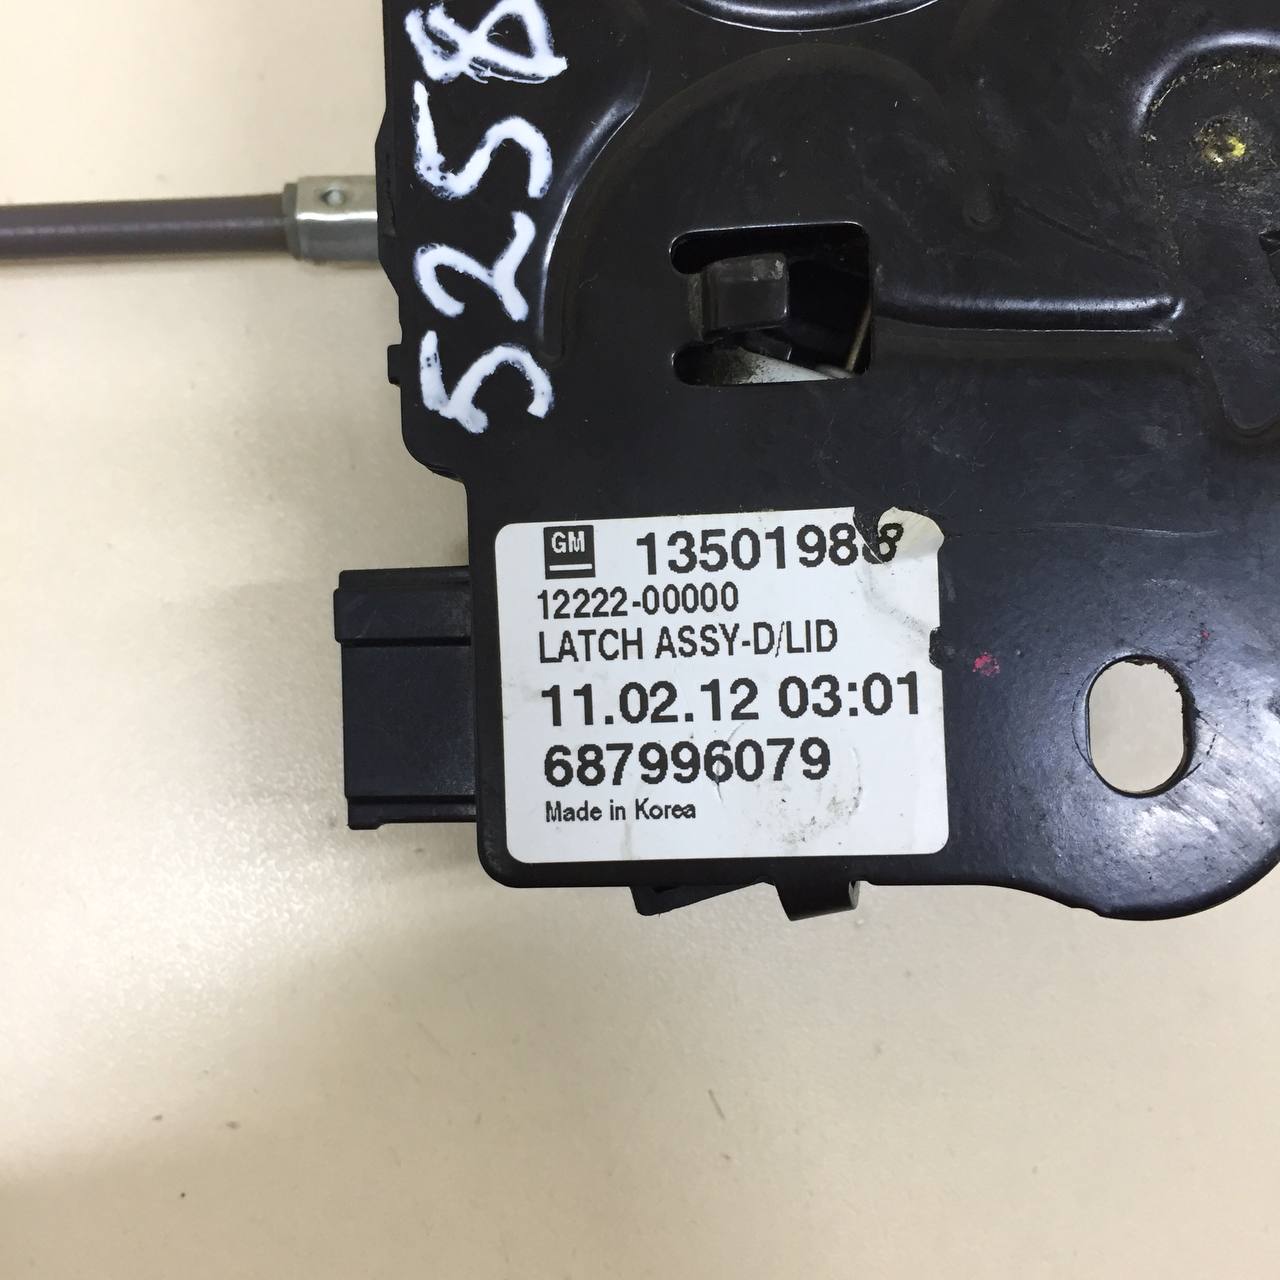 5258
GM 13501988
12222-00000
LATCH ASSY-D/LID
11.02.12 03:01
687996079
Made in Korea